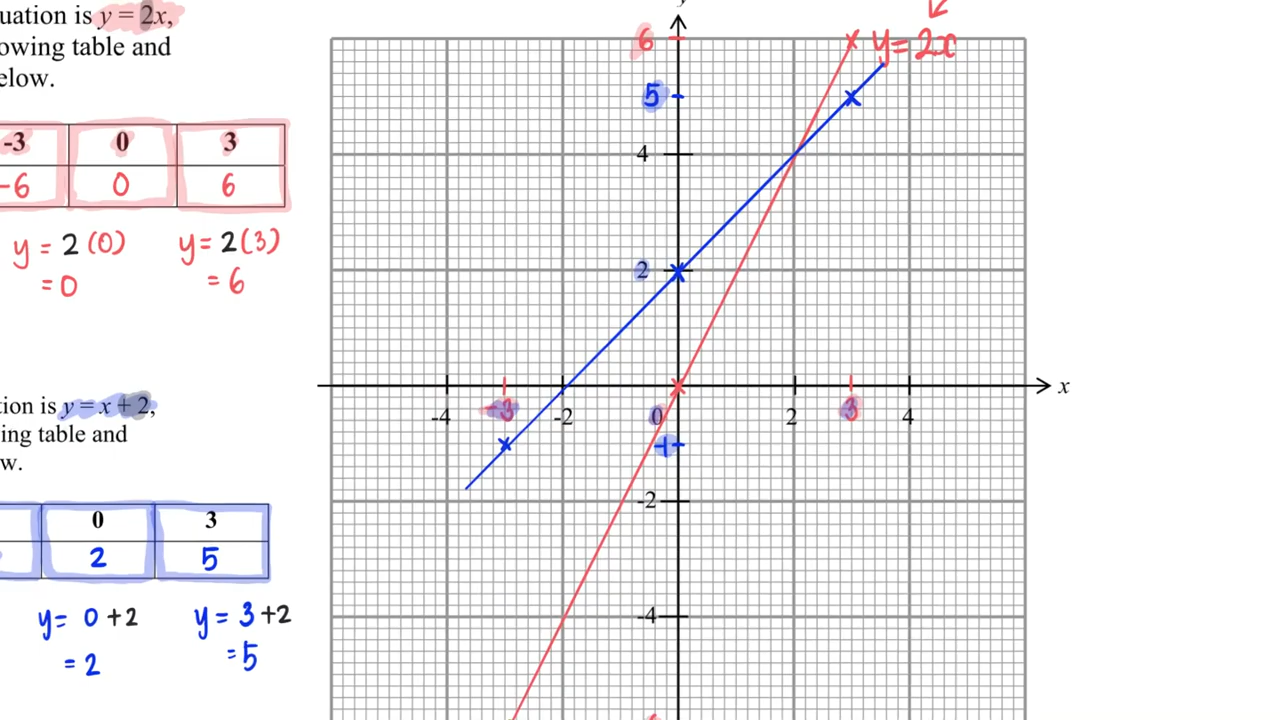 uation is y = 2x,
owing table and
elow.
-3 0 3
-6 0 6
y = 2(0) y = 2(3)
= 0 = 6
tion is y = x + 2,
ing table and
w.
0 3
2 5
y = 0 + 2 y = 3 + 2
= 2 = 5
6 y = 2x
5
4
2
-4 -3 -2 0 2 3 4 x
-1
-2
-4